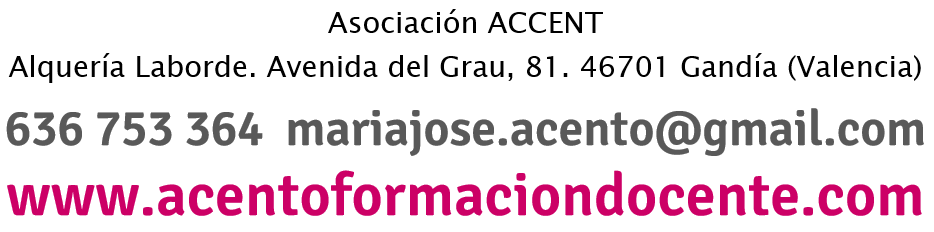 Asociación ACCENT
Alquería Laborde. Avenida del Grau, 81. 46701 Gandía (Valencia)
636 753 364 mariajose.acento@gmail.com
www.acentoformaciondocente.com